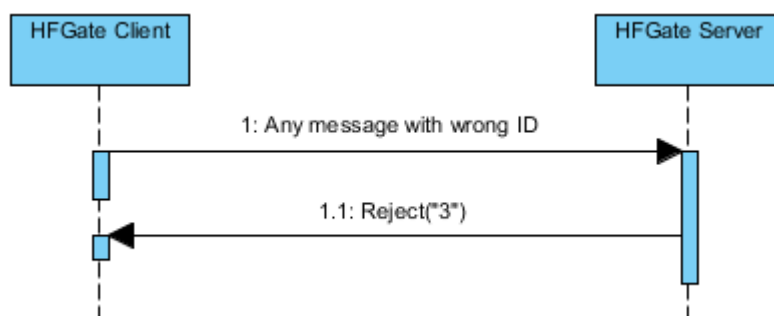 HFGate Client
HFGate Server
1: Any message with wrong ID
1.1: Reject("3")